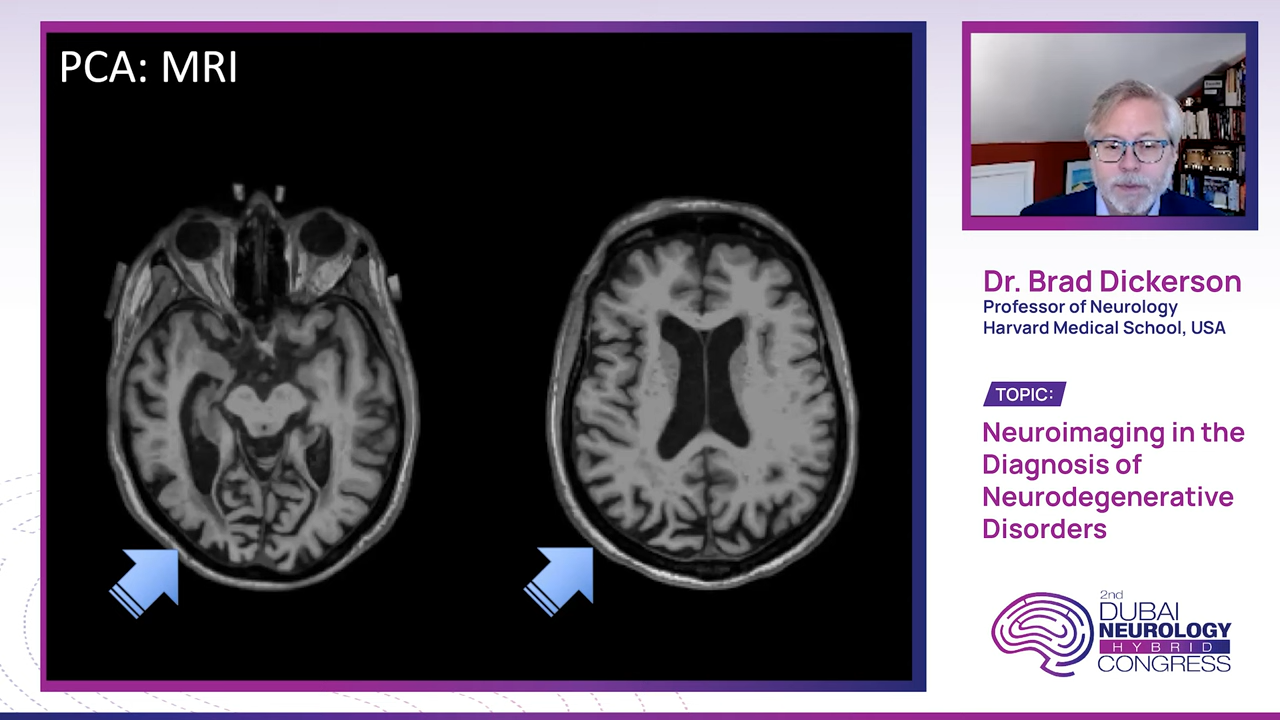 PCA: MRI
Dr. Brad Dickerson
Professor of Neurology
Harvard Medical School, USA
TOPIC:
Neuroimaging in the
Diagnosis of
Neurodegenerative
Disorders
2nd
DUBAI
NEUROLOGY
HYBRID
CONGRESS